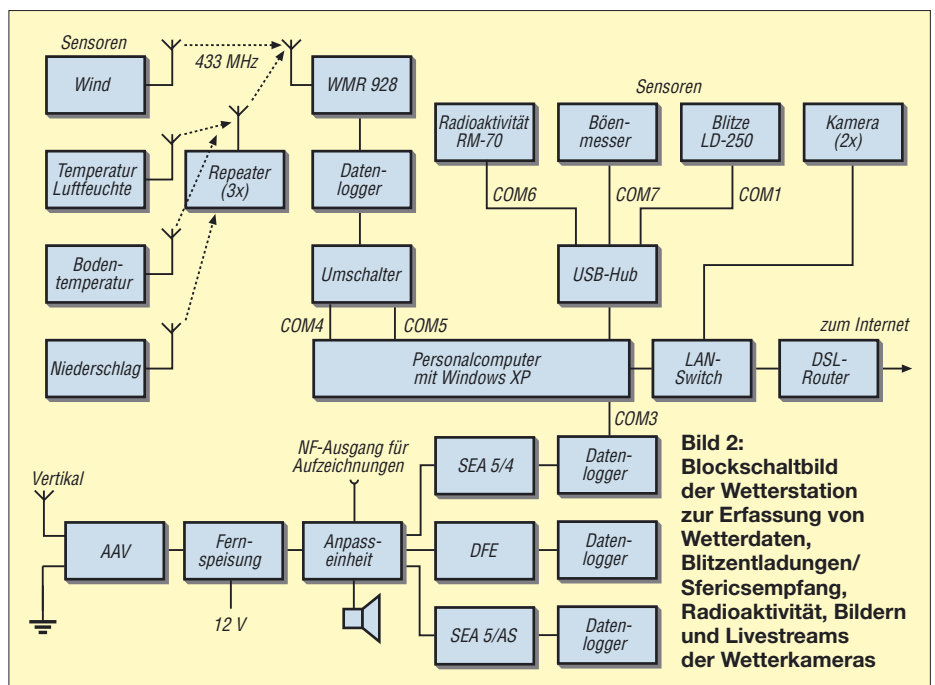 Sensoren
Wind
433 MHz
WMR 928
Sensoren
Radioaktivität
RM-70
Böen-
messer
Blitze
LD-250
Kamera
(2x)
Temperatur
Luftfeuchte
Repeater
(3x)
Daten-
logger
COM6
COM7
COM1
Boden-
temperatur
Umschalter
USB-Hub
COM4
COM5
zum Internet
Niederschlag
Personalcomputer
mit Windows XP
LAN-
Switch
DSL-
Router
COM3
NF-Ausgang für
Aufzeichnungen
Vertikal
SEA 5/4
Daten-
logger
AAV
Fern-
speisung
Anpass-
einheit
DFE
Daten-
logger
12 V
SEA 5/AS
Daten-
logger
Bild 2:
Blockschaltbild
der Wetterstation
zur Erfassung von
Wetterdaten,
Blitzentladungen/
Sfericsempfang,
Radioaktivität, Bildern
und Livestreams
der Wetterkameras